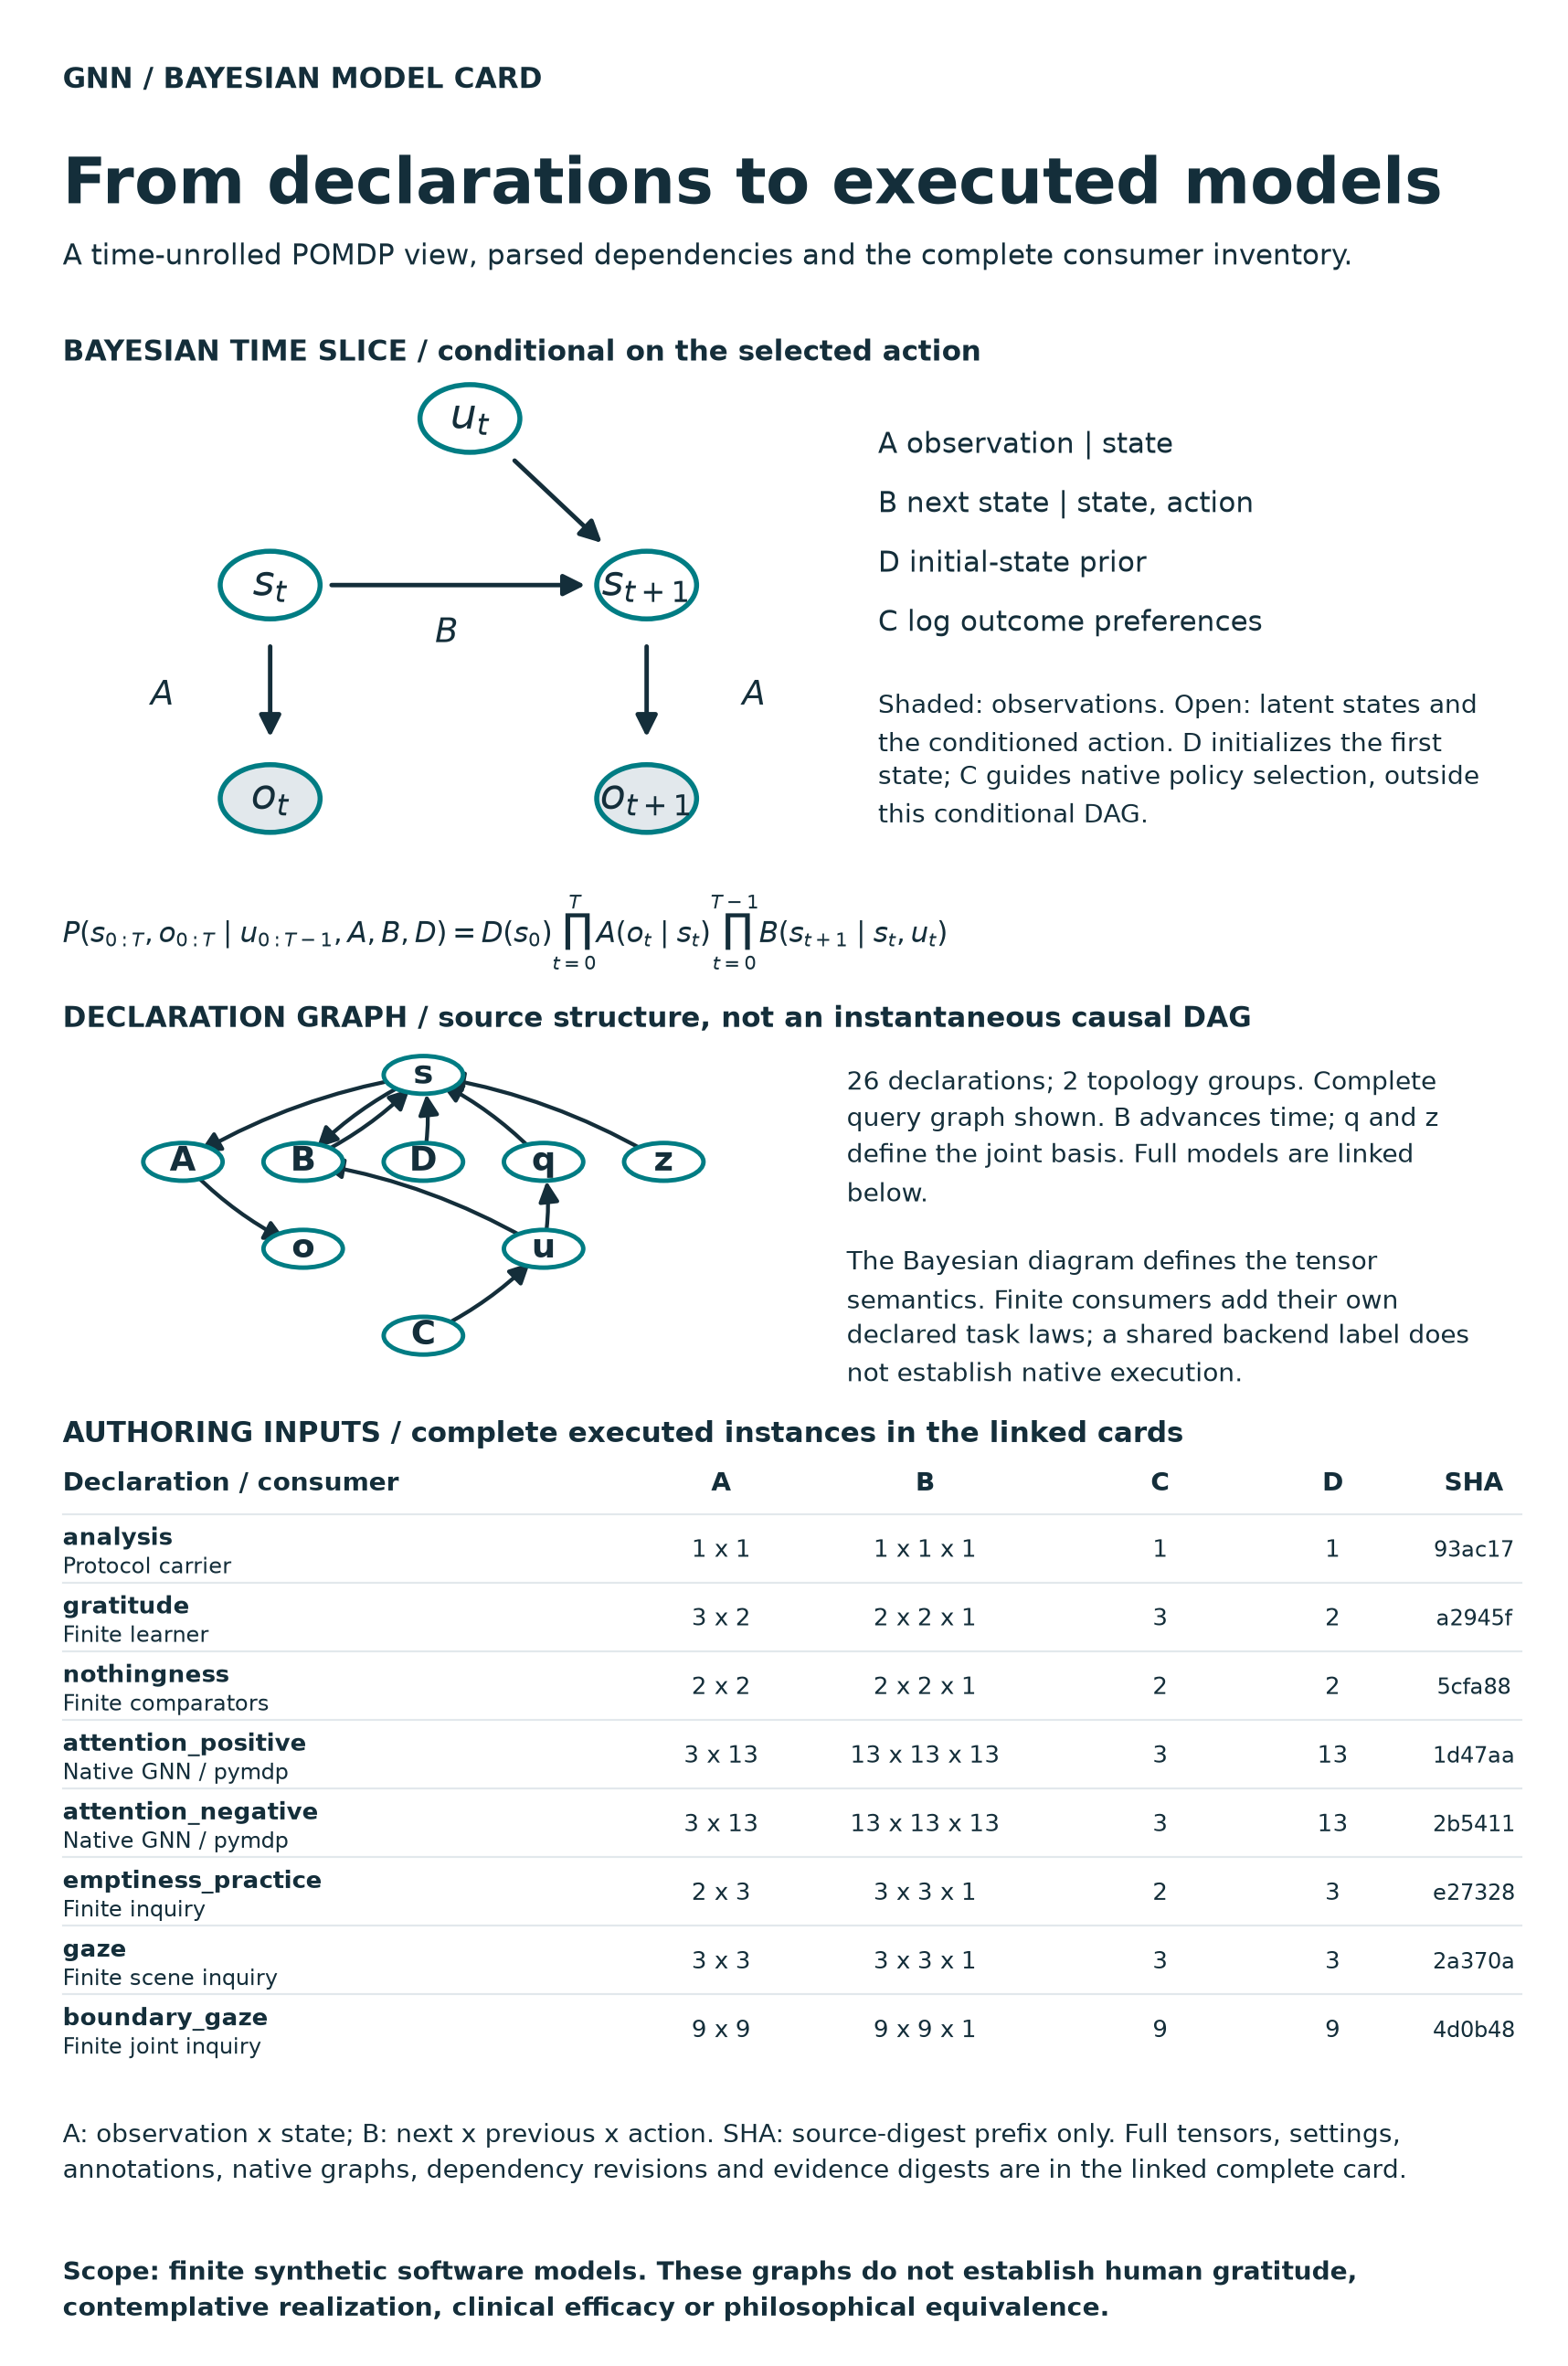 GNN / BAYESIAN MODEL CARD
From declarations to executed models
A time-unrolled POMDP view, parsed dependencies and the complete consumer inventory.
BAYESIAN TIME SLICE / conditional on the selected action
u_t
s_t
s_{t+1}
B
A
A
o_t
o_{t+1}
A observation | state
B next state | state, action
D initial-state prior
C log outcome preferences
Shaded: observations. Open: latent states and
the conditioned action. D initializes the first
state; C guides native policy selection, outside
this conditional DAG.
P(s_{0:T}, o_{0:T} | u_{0:T−1}, A, B, D) = D(s_0) ∏_{t=0}^{T} A(o_t | s_t) ∏_{t=0}^{T−1} B(s_{t+1} | s_t, u_t)
DECLARATION GRAPH / source structure, not an instantaneous causal DAG
s
A B D q z
o u
C
26 declarations; 2 topology groups. Complete
query graph shown. B advances time; q and z
define the joint basis. Full models are linked
below.
The Bayesian diagram defines the tensor
semantics. Finite consumers add their own
declared task laws; a shared backend label does
not establish native execution.
AUTHORING INPUTS / complete executed instances in the linked cards
Declaration / consumer A B C D SHA
analysis
Protocol carrier 1 x 1 1 x 1 x 1 1 1 93ac17
gratitude
Finite learner 3 x 2 2 x 2 x 1 3 2 a2945f
nothingness
Finite comparators 2 x 2 2 x 2 x 1 2 2 5cfa88
attention_positive
Native GNN / pymdp 3 x 13 13 x 13 x 13 3 13 1d47aa
attention_negative
Native GNN / pymdp 3 x 13 13 x 13 x 13 3 13 2b5411
emptiness_practice
Finite inquiry 2 x 3 3 x 3 x 1 2 3 e27328
gaze
Finite scene inquiry 3 x 3 3 x 3 x 1 3 3 2a370a
boundary_gaze
Finite joint inquiry 9 x 9 9 x 9 x 1 9 9 4d0b48
A: observation x state; B: next x previous x action. SHA: source-digest prefix only. Full tensors, settings,
annotations, native graphs, dependency revisions and evidence digests are in the linked complete card.
Scope: finite synthetic software models. These graphs do not establish human gratitude,
contemplative realization, clinical efficacy or philosophical equivalence.